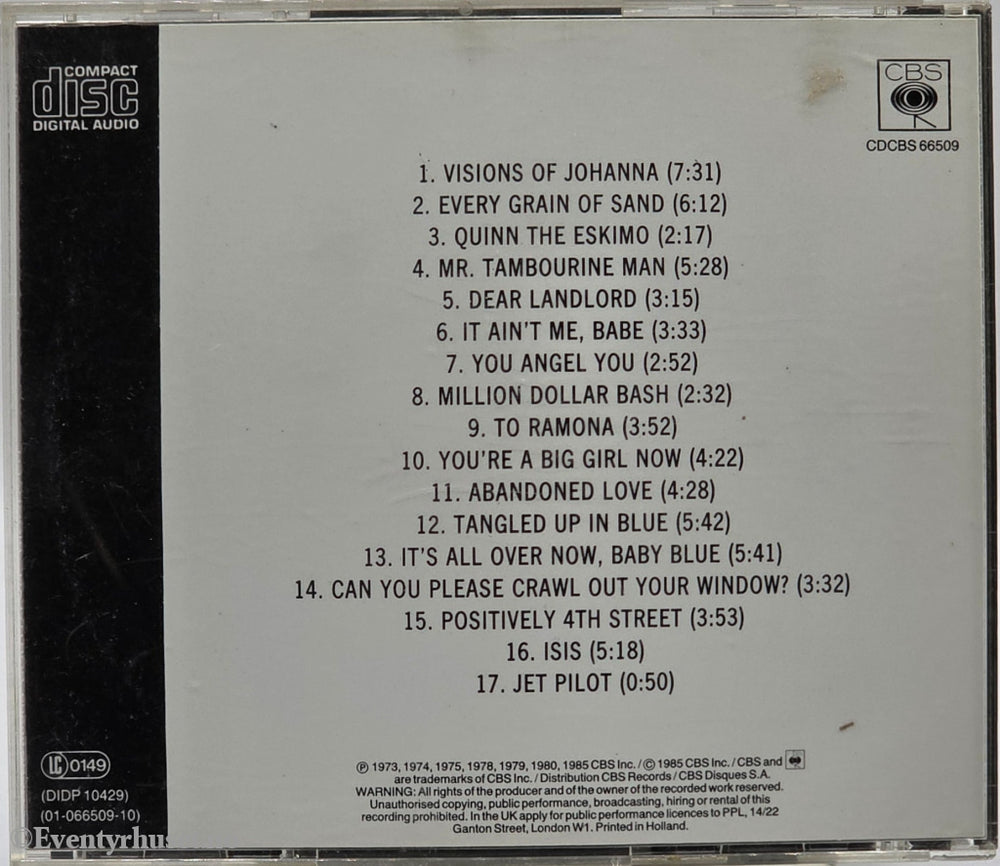 COMPACT
disc
DIGITAL AUDIO
CBS
CDCBS 66509
1. VISIONS OF JOHANNA (7:31)
2. EVERY GRAIN OF SAND (6:12)
3. QUINN THE ESKIMO (2:17)
4. MR. TAMBOURINE MAN (5:28)
5. DEAR LANDLORD (3:15)
6. IT AIN'T ME, BABE (3:33)
7. YOU ANGEL YOU (2:52)
8. MILLION DOLLAR BASH (2:32)
9. TO RAMONA (3:52)
10. YOU'RE A BIG GIRL NOW (4:22)
11. ABANDONED LOVE (4:28)
12. TANGLED UP IN BLUE (5:42)
13. IT'S ALL OVER NOW, BABY BLUE (5:41)
14. CAN YOU PLEASE CRAWL OUT YOUR WINDOW? (3:32)
15. POSITIVELY 4TH STREET (3:53)
16. ISIS (5:18)
17. JET PILOT (0:50)
LC 0149
(DIDP 10429)
(01-066509-10)
℗ 1973, 1974, 1975, 1978, 1979, 1980, 1985 CBS Inc. / © 1985 CBS Inc. / CBS and
are trademarks of CBS Inc. / Distribution CBS Records / CBS Disques S.A.
WARNING: All rights of the producer and of the owner of the recorded work reserved.
Unauthorised copying, public performance, broadcasting, hiring or rental of this
recording prohibited. In the UK apply for public performance licences to PPL, 14/22
Ganton Street, London W1. Printed in Holland.